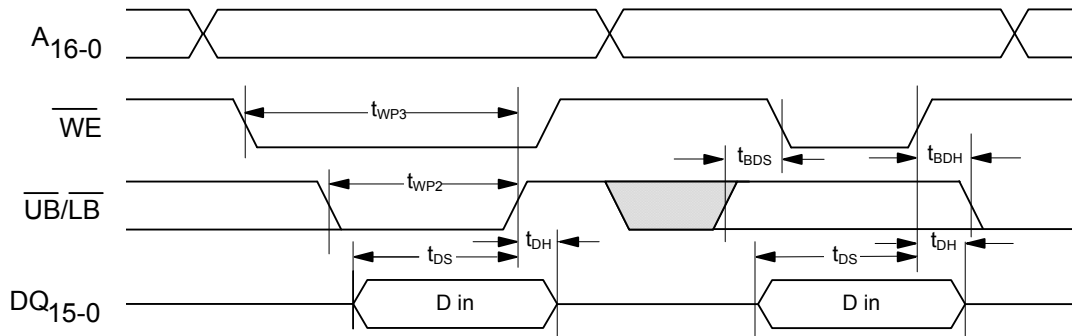 A16-0
WE
tWP3
tBDS
tBDH
UB/LB
tWP2
tDH
tDS
tDH
tDS
DQ15-0
D in
D in